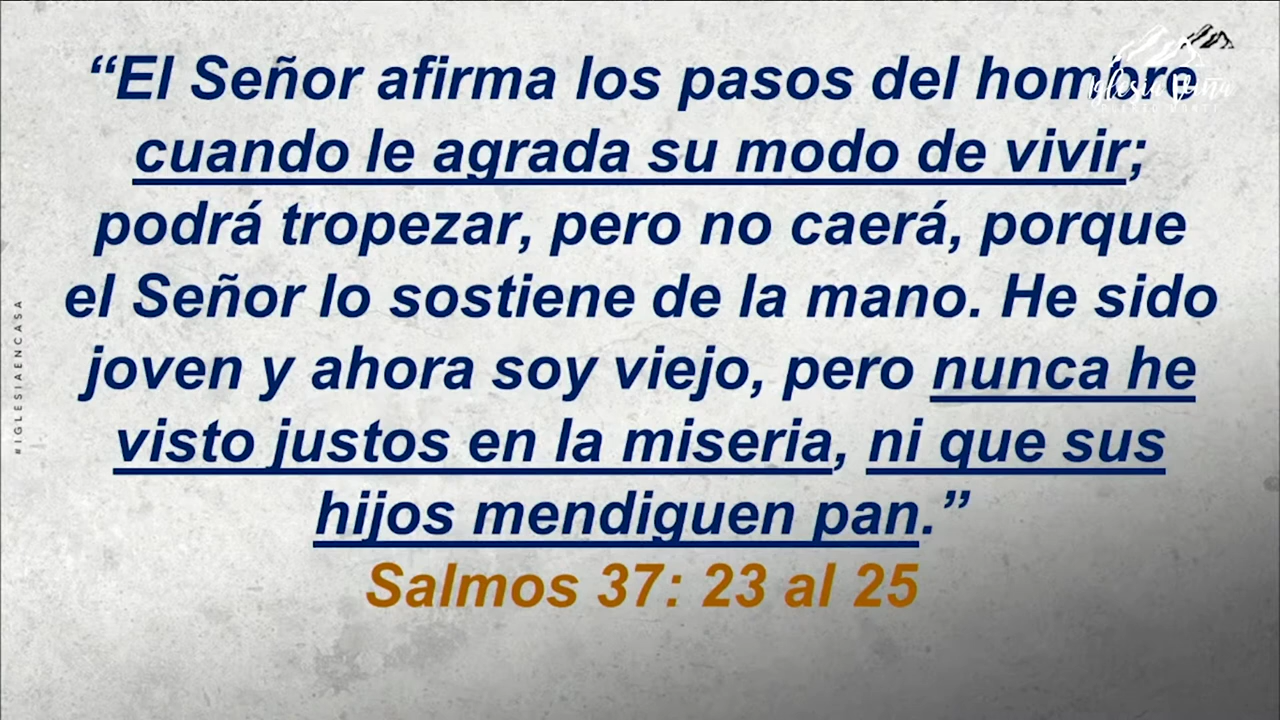 “El Señor afirma los pasos del hombre
cuando le agrada su modo de vivir;
podrá tropezar, pero no caerá, porque
el Señor lo sostiene de la mano. He sido
joven y ahora soy viejo, pero nunca he
visto justos en la miseria, ni que sus
hijos mendiguen pan.”
Salmos 37: 23 al 25
#IGLESIAENCASA
Iglesia